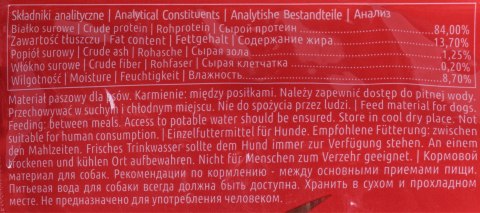 Składniki analityczne | Analytical Constituents | Analytishe Bestandteile | Анализ
Białko surowe | Crude protein | Rohprotein | Сырой протеин 84,00%
Zawartość tłuszczu | Fat content | Fettgehalt | Содержание жира 13,70%
Popiół surowy | Crude ash | Rohasche | Сырая зола 1,25%
Włókno surowe | Crude fiber | Rohfaser | Сырая клетчатка 0,20%
Wilgotność | Moisture | Feuchtigkeit | Влажность 8,70%
Materiał paszowy dla psów. Karmienie: między posiłkami. Należy zapewnić dostęp do pitnej wody.
Przechowywać w suchym i chłodnym miejscu. Nie do spożycia przez ludzi. | Feed material for dogs.
Feeding: between meals. Access to potable water should be ensured. Store in cool dry place. Not
suitable for human consumption. | Einzelfuttermittel für Hunde. Empfohlene Fütterung: zwischen
den Mahlzeiten. Frisches Trinkwasser sollte dem Hund immer zur Verfügung stehen. An einem
trockenen und kühlen Ort aufbewahren. Nicht für Menschen zum Verzehr geeignet. | Кормовой
материал для собак. Рекомендации по кормлению - между основными приемами пищи.
Питьевая вода для собаки всегда должна быть доступна. Хранить в сухом и прохладном
месте. Не предназначено для употребления человеком.